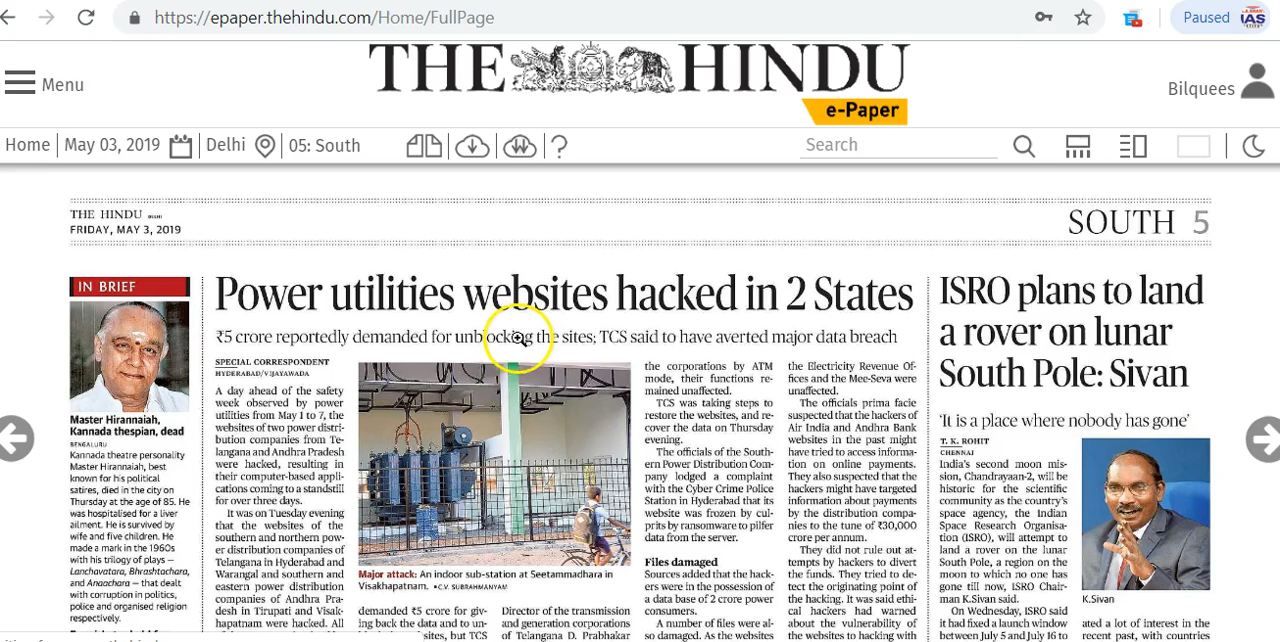 https://epaper.thehindu.com/Home/FullPage
Paused
IAS
Menu
THE HINDU
e-Paper
Bilquees
Home
May 03, 2019
Delhi
05: South
?
Search
THE HINDU DELHI
FRIDAY, MAY 3, 2019
SOUTH 5
IN BRIEF
Master Hirannaiah,
Kannada thespian, dead
BENGALURU
Kannada theatre personality
Master Hirannaiah, best
known for his political
satires, died in the city on
Thursday at the age of 85. He
was hospitalised for a liver
ailment. He is survived by
wife and five children. He
made a mark in the 1960s
with his trilogy of plays —
Lanchavatara, Bhrashtachara,
and Anaachara — that dealt
with corruption in politics,
police and organised religion
respectively.
Power utilities websites hacked in 2 States
₹5 crore reportedly demanded for unblocking the sites; TCS said to have averted major data breach
SPECIAL CORRESPONDENT
HYDERABAD/VIJAYAWADA
A day ahead of the safety
week observed by power
utilities from May 1 to 7, the
websites of two power distri-
bution companies from Te-
langana and Andhra Pradesh
were hacked, resulting in
their computer-based appli-
cations coming to a standstill
for over three days.
It was on Tuesday evening
that the websites of the
southern and northern pow-
er distribution companies of
Telangana in Hyderabad and
Warangal and southern and
eastern power distribution
companies of Andhra Pra-
desh in Tirupati and Visak-
hapatnam were hacked. All
Major attack: An indoor sub-station at Seetammadhara in
Visakhapatnam. •C.V. SUBRAHMANYAM
demanded ₹5 crore for giv-
ing back the data and to un-
sites, but TCS
Director of the transmission
and generation corporations
of Telangana D. Prabhakar
the corporations by ATM
mode, their functions re-
mained unaffected.
TCS was taking steps to
restore the websites, and re-
cover the data on Thursday
evening.
The officials of the South-
ern Power Distribution Com-
pany lodged a complaint
with the Cyber Crime Police
Station in Hyderabad that its
website was frozen by cul-
prits by ransomware to pilfer
data from the server.
Files damaged
Sources added that the hack-
ers were in the possession of
a data base of 2 crore power
consumers.
A number of files were al-
so damaged. As the websites
the Electricity Revenue Of-
fices and the Mee-Seva were
unaffected.
The officials prima facie
suspected that the hackers of
Air India and Andhra Bank
websites in the past might
have tried to access informa-
tion on online payments.
They also suspected that the
hackers might have targeted
information about payments
by the distribution compa-
nies to the tune of ₹30,000
crore per annum.
They did not rule out at-
tempts by hackers to divert
the funds. They tried to de-
tect the originating point of
the hacking. It was said ethi-
cal hackers had warned
about the vulnerability of
the websites to hacking with
ISRO plans to land
a rover on lunar
South Pole: Sivan
‘It is a place where nobody has gone’
T. K. ROHIT
CHENNAI
India's second moon mis-
sion, Chandrayaan-2, will be
historic for the scientific
community as the country's
space agency, the Indian
Space Research Organisa-
tion (ISRO), will attempt to
land a rover on the lunar
South Pole, a region on the
moon to which no one has
gone till now, ISRO Chair-
man K.Sivan said.
On Wednesday, ISRO said
it had fixed a launch window
between July 5 and July 16 to
K.Sivan
ated a lot of interest in the
recent past, with countries